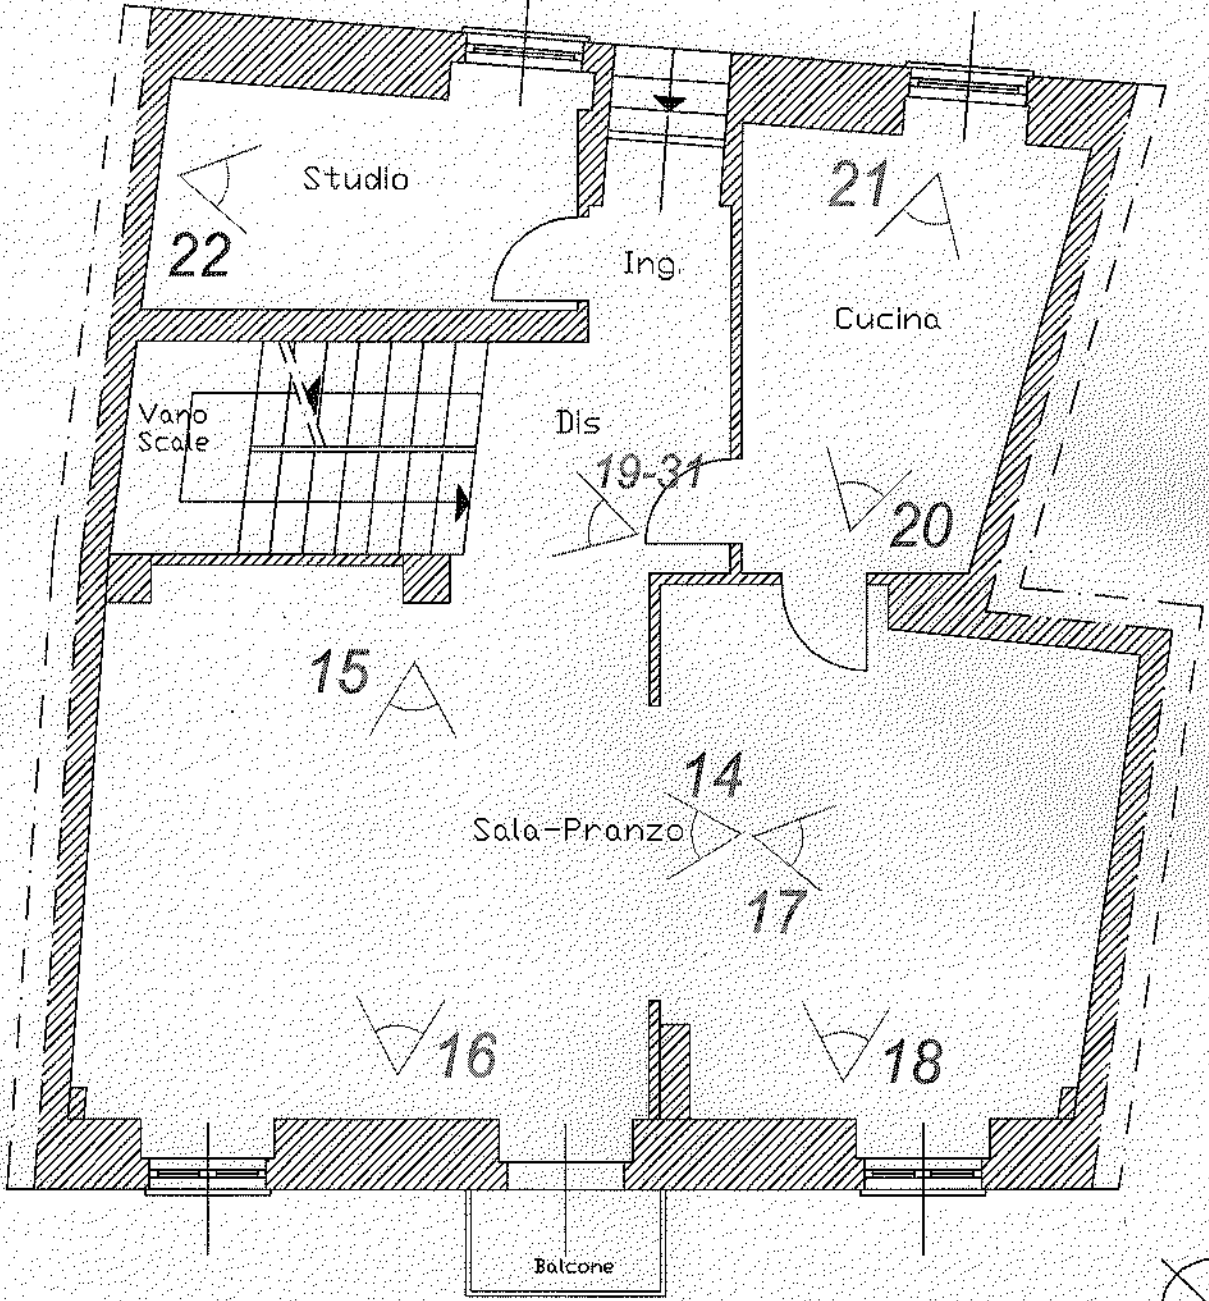 Studio
21
22
Ing.
Cucina
Vano
Scale
Dis
19-31
20
15
14
Sala-Pranzo
17
16
18
Balcone